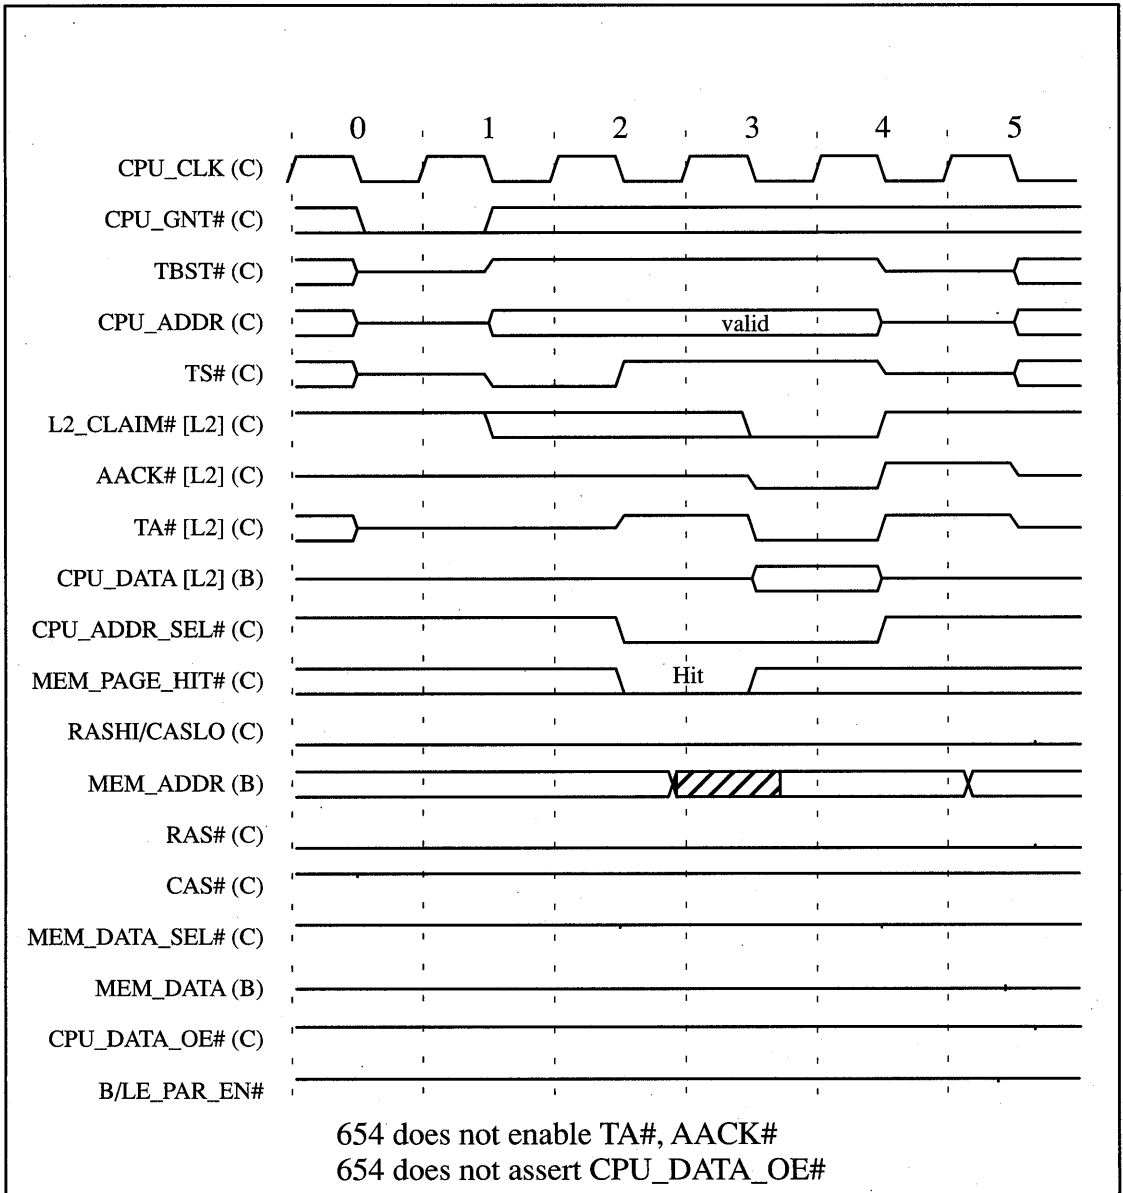 0 1 2 3 4 5
CPU_CLK (C)
CPU_GNT# (C)
TBST# (C)
CPU_ADDR (C) valid
TS# (C)
L2_CLAIM# [L2] (C)
AACK# [L2] (C)
TA# [L2] (C)
CPU_DATA [L2] (B)
CPU_ADDR_SEL# (C)
MEM_PAGE_HIT# (C) Hit
RASHI/CASLO (C)
MEM_ADDR (B)
RAS# (C)
CAS# (C)
MEM_DATA_SEL# (C)
MEM_DATA (B)
CPU_DATA_OE# (C)
B/LE_PAR_EN#
654 does not enable TA#, AACK#
654 does not assert CPU_DATA_OE#